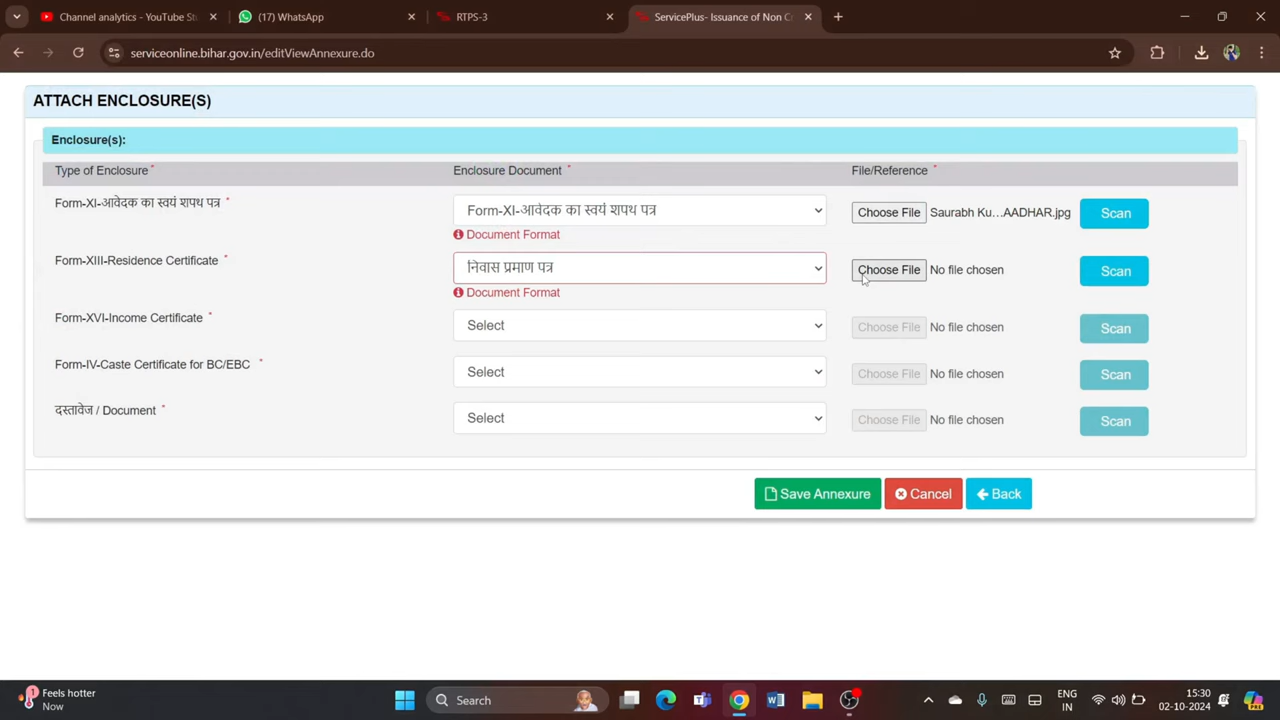 Channel analytics - YouTube St
(17) WhatsApp
RTPS-3
ServicePlus- Issuance of Non C
serviceonline.bihar.gov.in/editViewAnnexure.do
ATTACH ENCLOSURE(S)
Enclosure(s):
Type of Enclosure * Enclosure Document * File/Reference *
Form-XI-आवेदक का स्वयं शपथ पत्र * Form-XI-आवेदक का स्वयं शपथ पत्र Choose File Saurabh Ku...AADHAR.jpg Scan
Document Format
Form-XIII-Residence Certificate * निवास प्रमाण पत्र Choose File No file chosen Scan
Document Format
Form-XVI-Income Certificate * Select Choose File No file chosen Scan
Form-IV-Caste Certificate for BC/EBC * Select Choose File No file chosen Scan
दस्तावेज / Document * Select Choose File No file chosen Scan
Save Annexure Cancel Back
1
Feels hotter
Now
Search
ENG
IN
15:30
02-10-2024